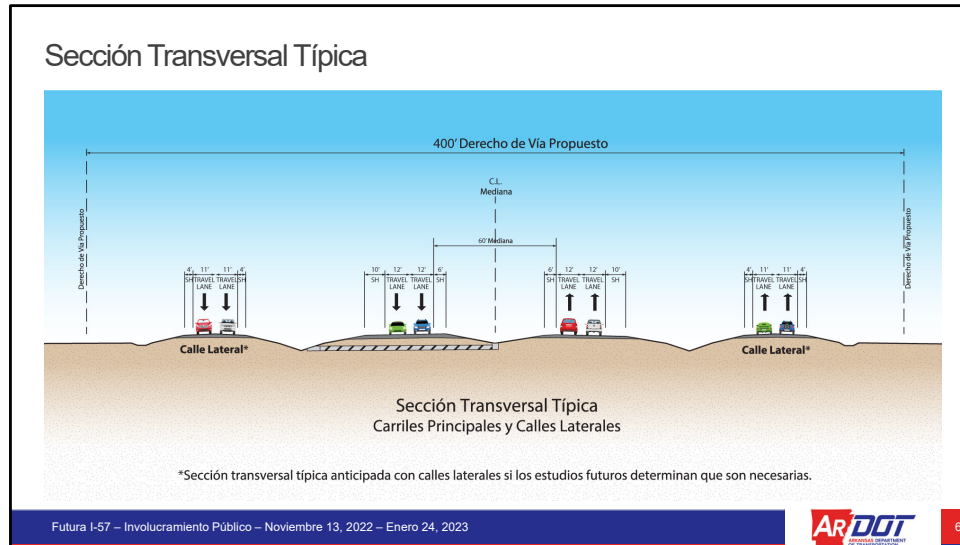 Sección Transversal Típica
400' Derecho de Vía Propuesto
C.L.
Mediana
Derecho de Vía Propuesto
Derecho de Vía Propuesto
60' Mediana
4' 11' 11' 4'
SH TRAVEL LANE TRAVEL LANE SH
10' 12' 12' 6'
SH TRAVEL LANE TRAVEL LANE SH
6' 12' 12' 10'
SH TRAVEL LANE TRAVEL LANE SH
4' 11' 11' 4'
SH TRAVEL LANE TRAVEL LANE SH
Calle Lateral*
Calle Lateral*
Sección Transversal Típica
Carriles Principales y Calles Laterales
*Sección transversal típica anticipada con calles laterales si los estudios futuros determinan que son necesarias.
Futura I-57 – Involucramiento Público – Noviembre 13, 2022 – Enero 24, 2023
ARDOT
ARKANSAS DEPARTMENT
OF TRANSPORTATION
6